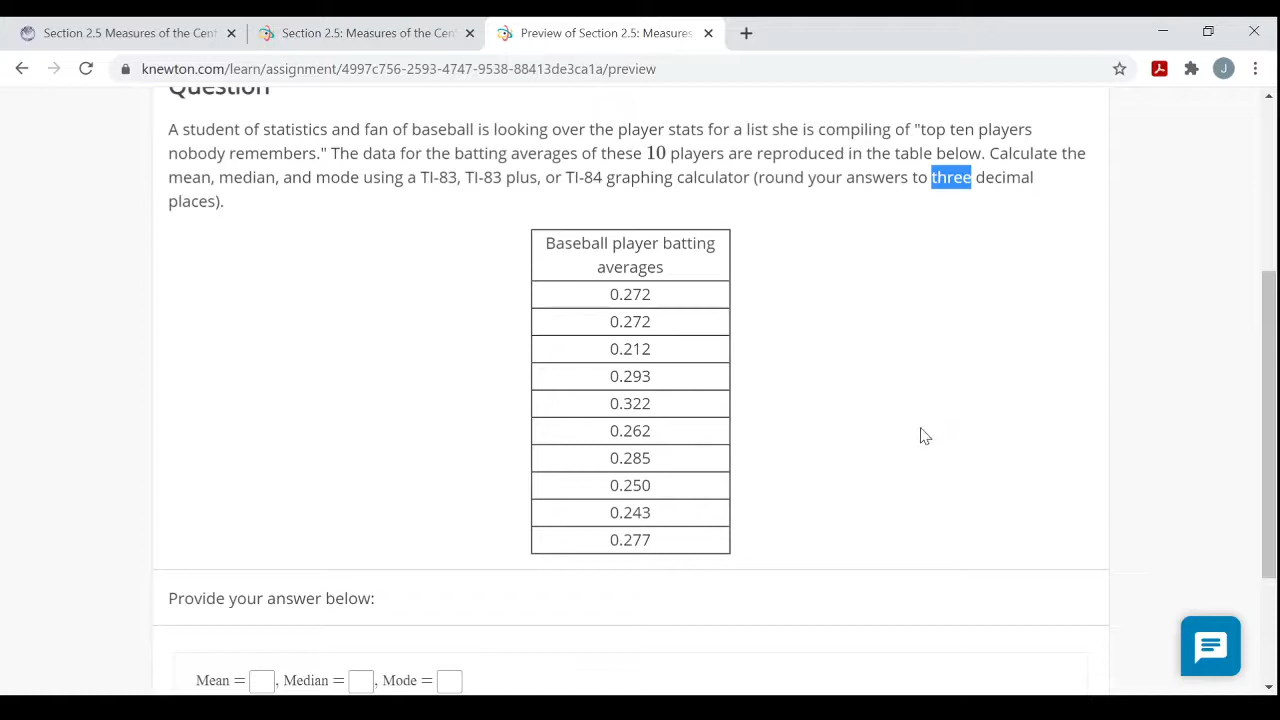 Section 2.5 Measures of the Cent
Section 2.5: Measures of the Cent
Preview of Section 2.5: Measures
knewton.com/learn/assignment/4997c756-2593-4747-9538-88413de3ca1a/preview
J
Question
A student of statistics and fan of baseball is looking over the player stats for a list she is compiling of "top ten players
nobody remembers." The data for the batting averages of these 10 players are reproduced in the table below. Calculate the
mean, median, and mode using a TI-83, TI-83 plus, or TI-84 graphing calculator (round your answers to three decimal
places).
Baseball player batting
averages
0.272
0.272
0.212
0.293
0.322
0.262
0.285
0.250
0.243
0.277
Provide your answer below:
Mean = , Median = , Mode =